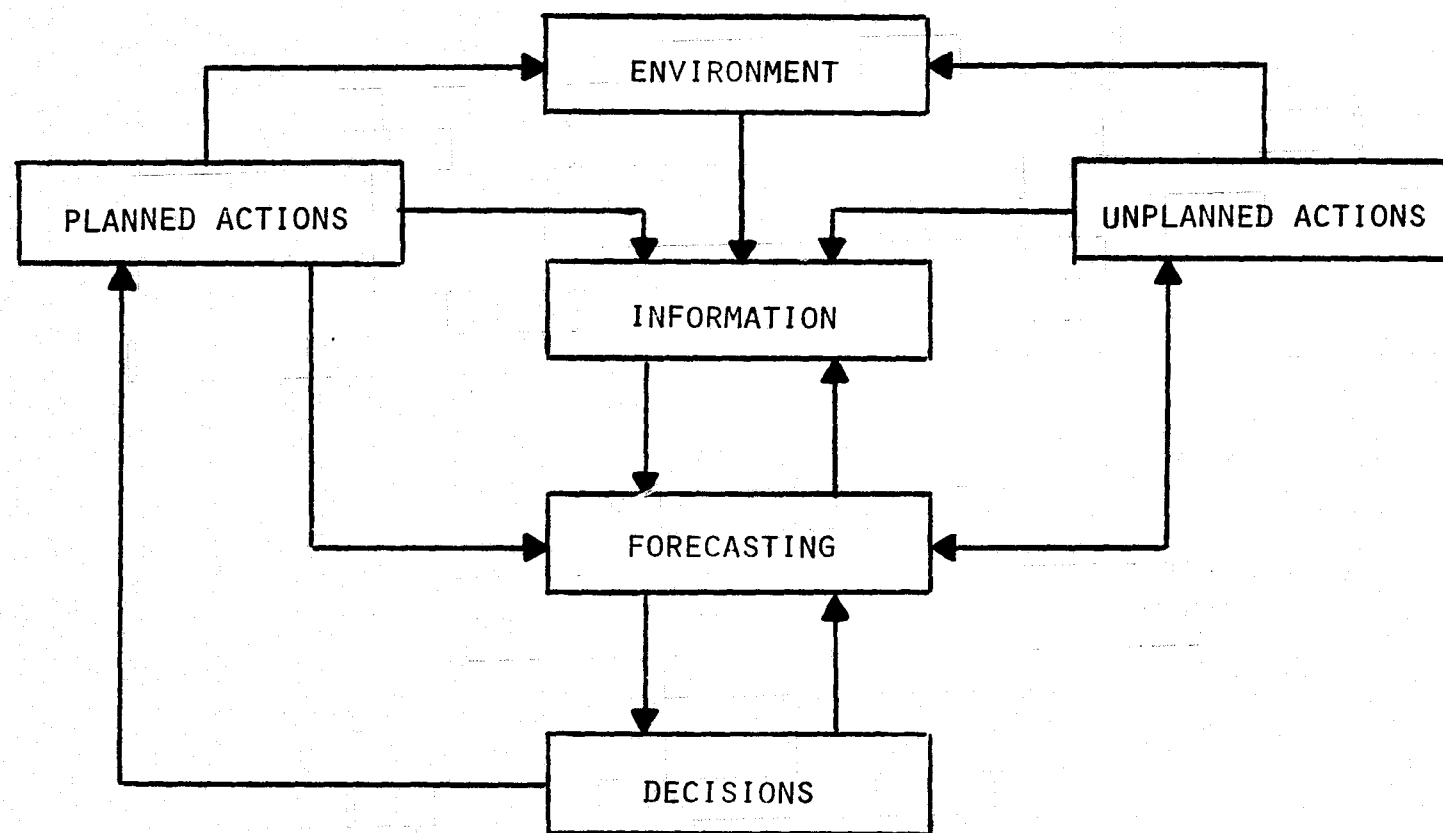 ENVIRONMENT
PLANNED ACTIONS
UNPLANNED ACTIONS
INFORMATION
FORECASTING
DECISIONS